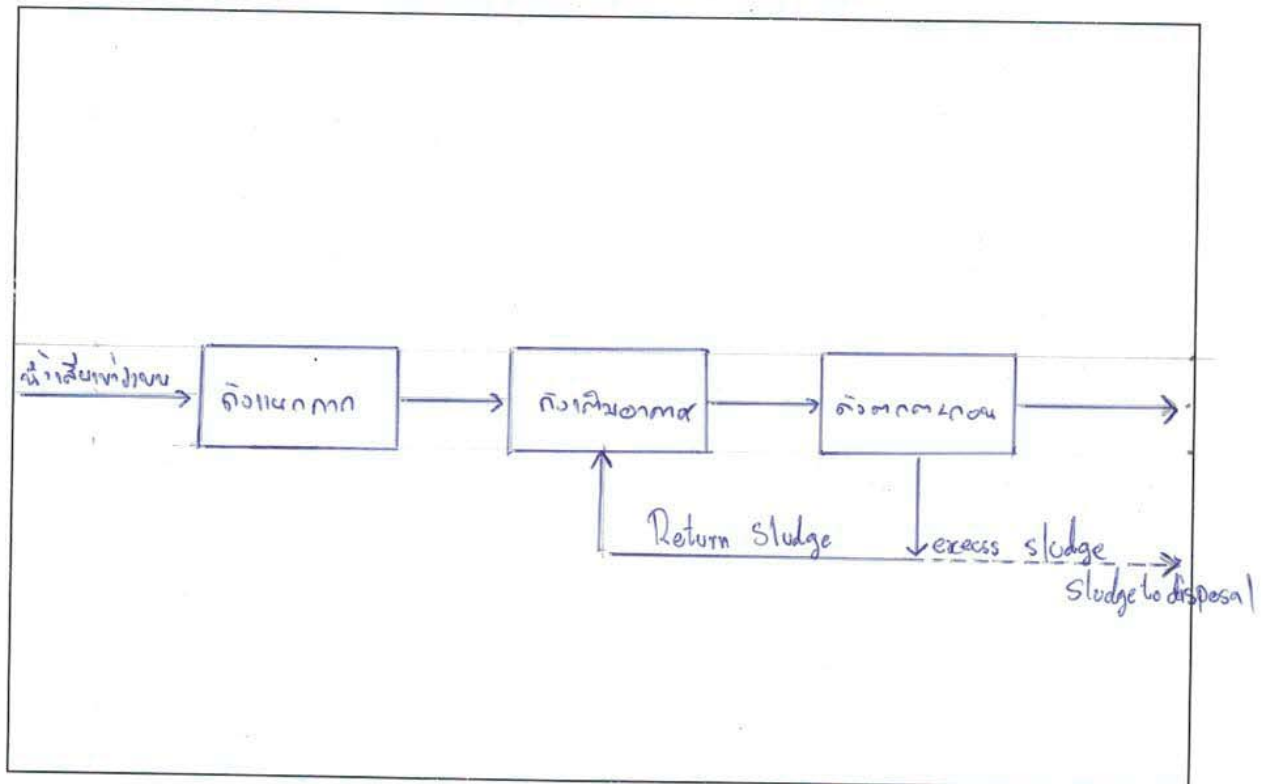 น้ำเสียเข้าระบบ
ถังแยกกาก
ถังเติมอากาศ
ถังตกตะกอน
Return Sludge
execss sludge
Sludge to disposal